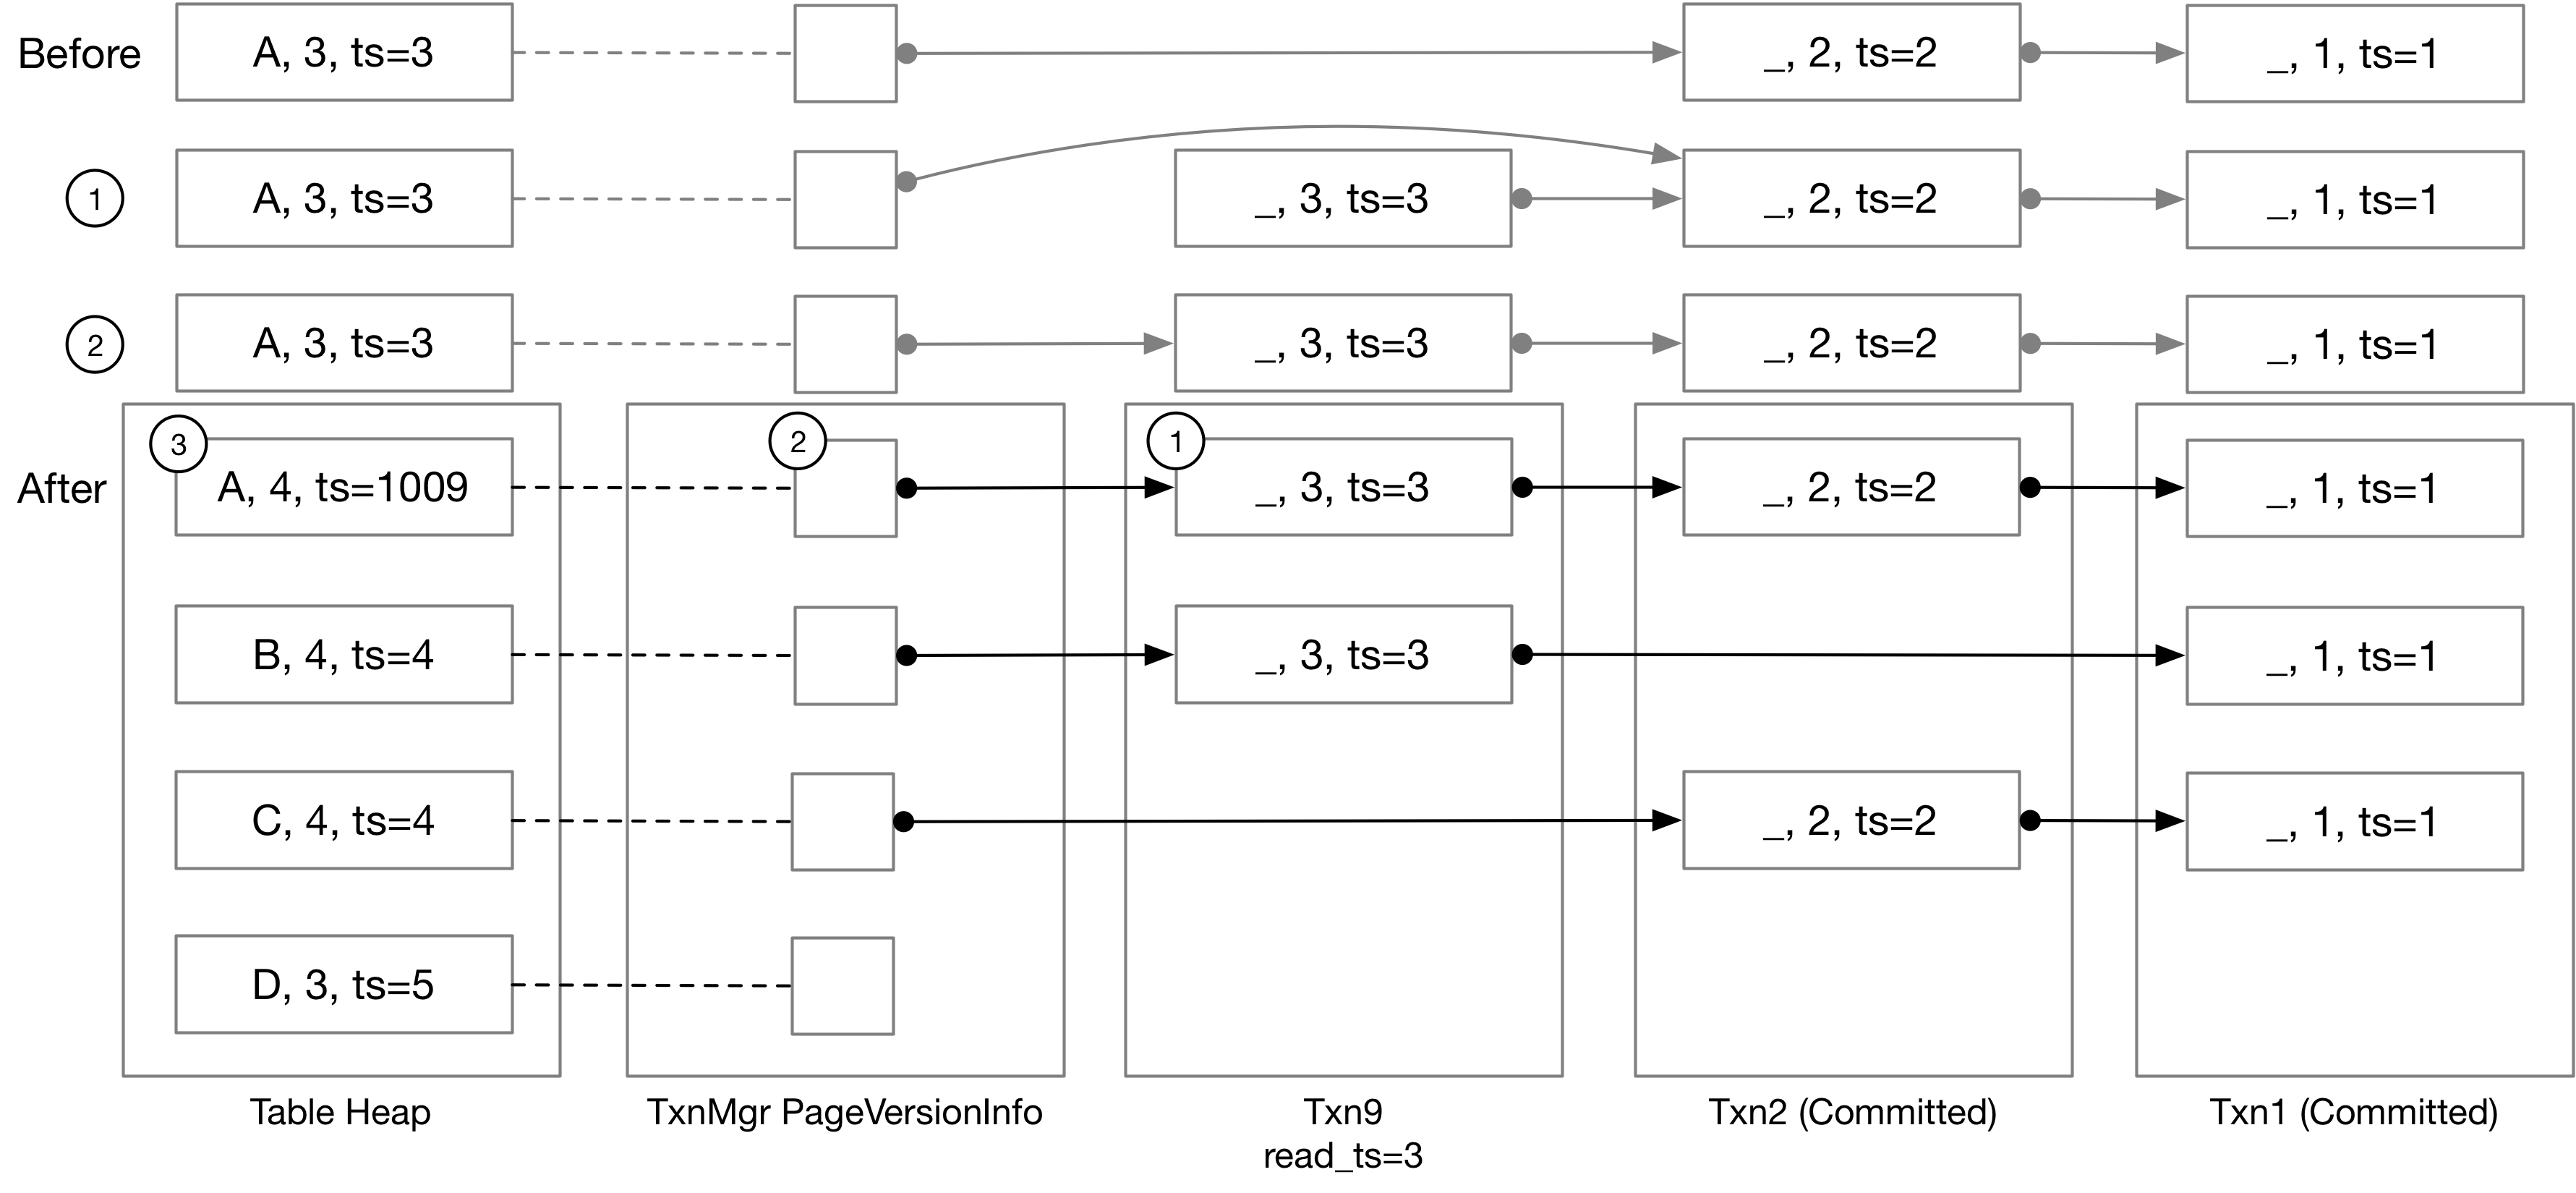 Before A, 3, ts=3 _, 2, ts=2 _, 1, ts=1
1 A, 3, ts=3 _, 3, ts=3 _, 2, ts=2 _, 1, ts=1
2 A, 3, ts=3 _, 3, ts=3 _, 2, ts=2 _, 1, ts=1
3 2 1
After A, 4, ts=1009 _, 3, ts=3 _, 2, ts=2 _, 1, ts=1
B, 4, ts=4 _, 3, ts=3 _, 1, ts=1
C, 4, ts=4 _, 2, ts=2 _, 1, ts=1
D, 3, ts=5
Table Heap TxnMgr PageVersionInfo Txn9 Txn2 (Committed) Txn1 (Committed)
read_ts=3